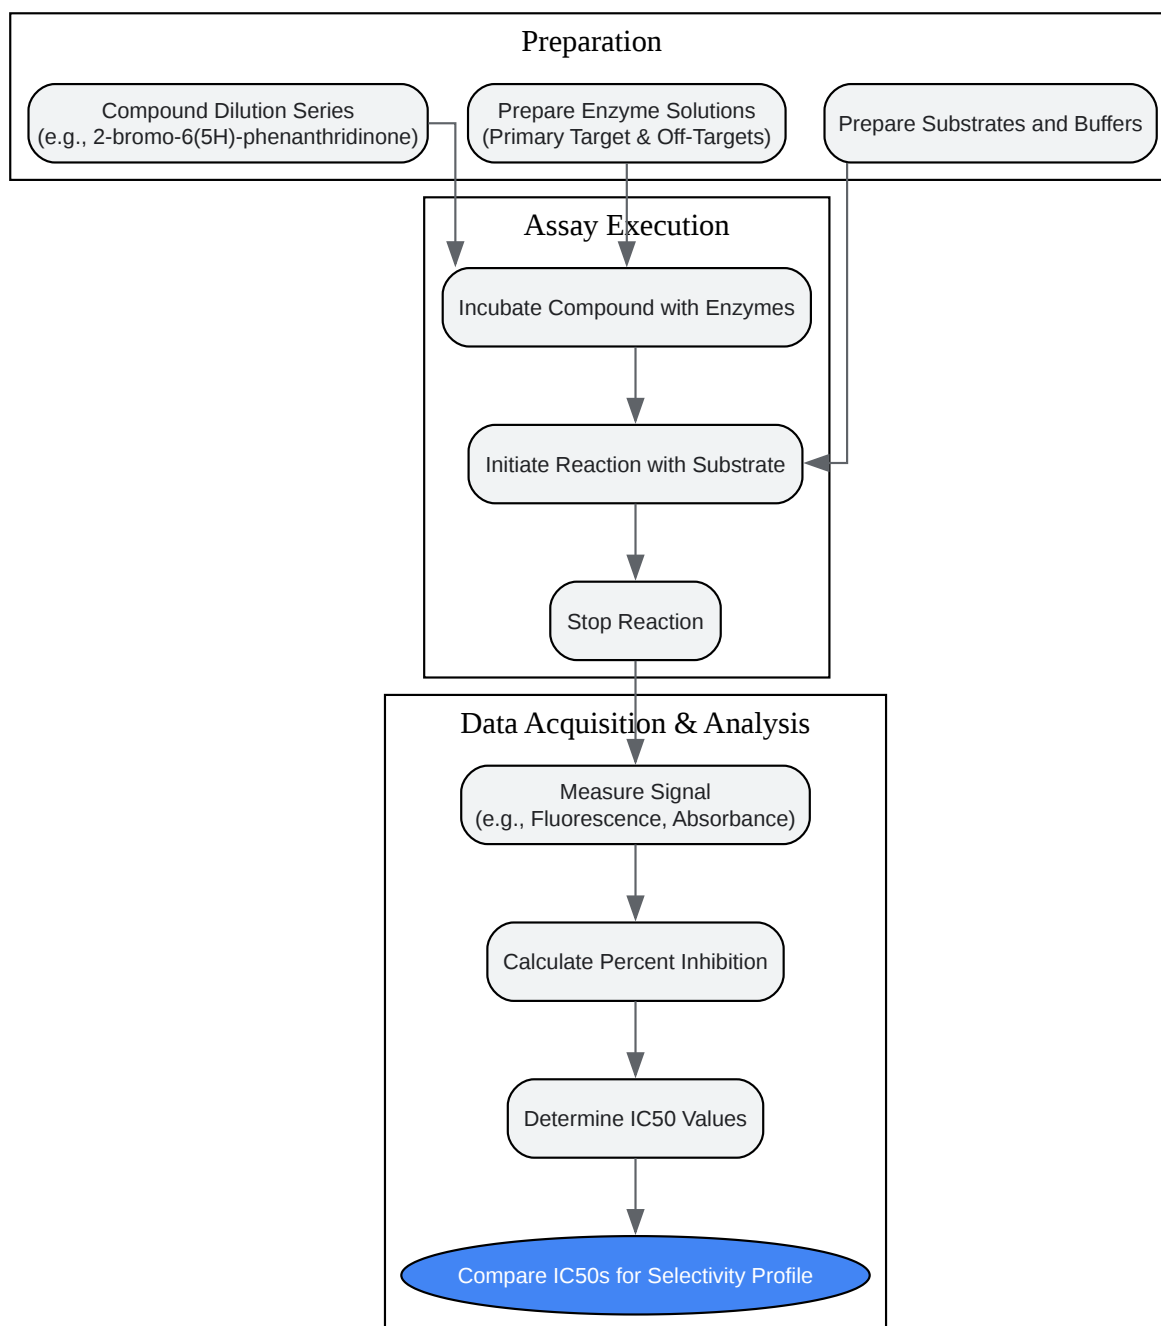 Preparation
Compound Dilution Series
(e.g., 2-bromo-6(5H)-phenanthridinone)
Prepare Enzyme Solutions
(Primary Target & Off-Targets)
Prepare Substrates and Buffers
Assay Execution
Incubate Compound with Enzymes
Initiate Reaction with Substrate
Stop Reaction
Data Acquisition & Analysis
Measure Signal
(e.g., Fluorescence, Absorbance)
Calculate Percent Inhibition
Determine IC50 Values
Compare IC50s for Selectivity Profile